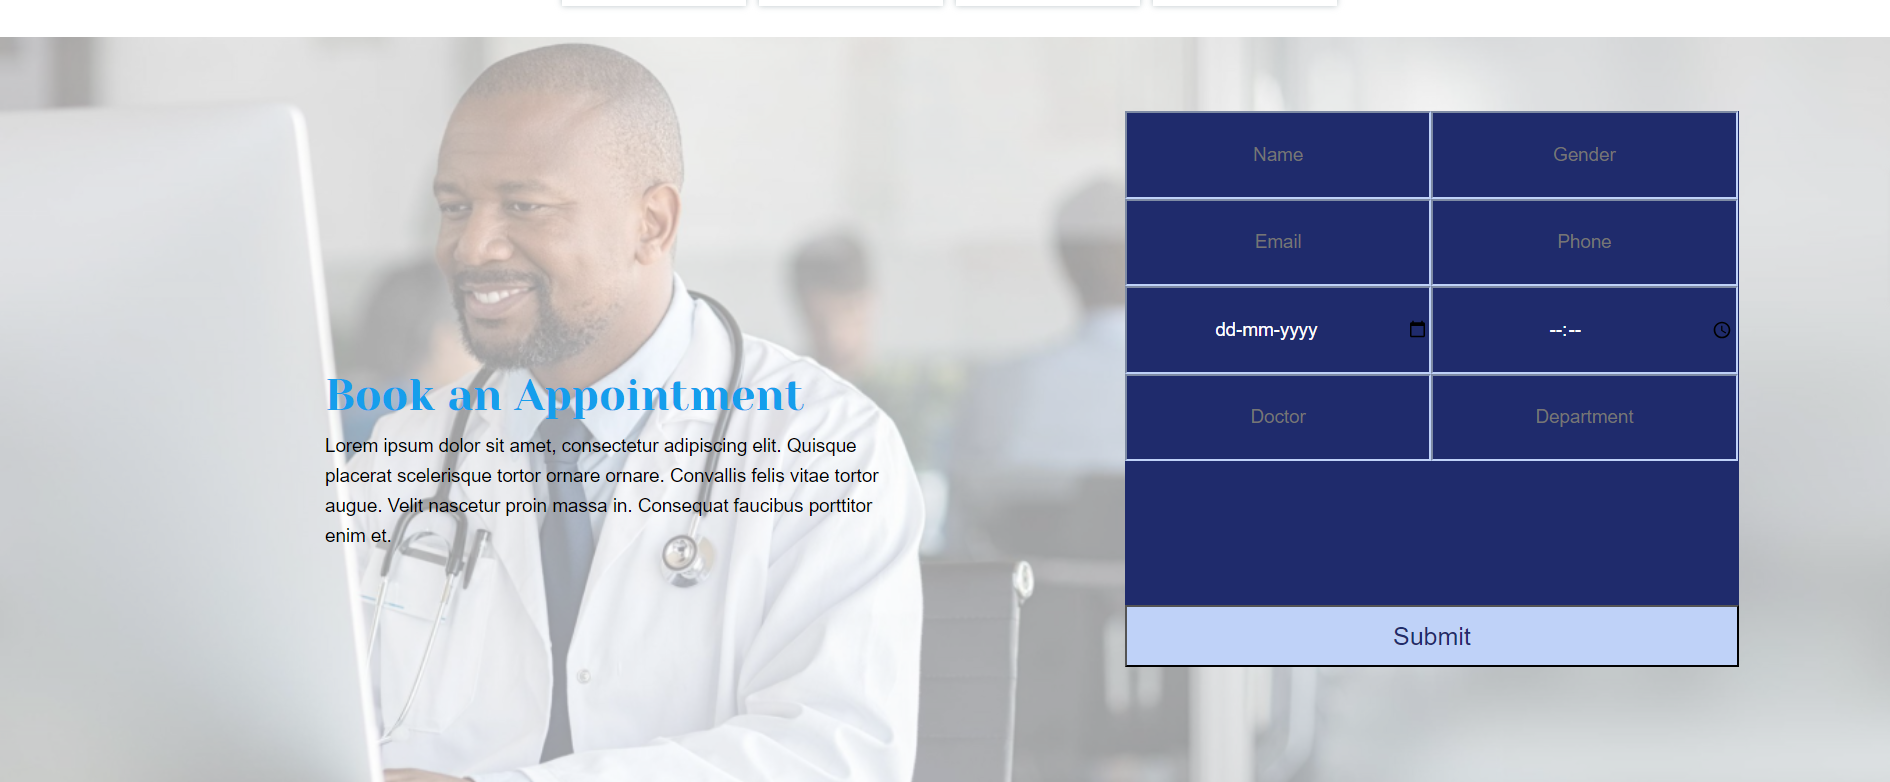 Book an Appointment
Lorem ipsum dolor sit amet, consectetur adipiscing elit. Quisque
placerat scelerisque tortor ornare ornare. Convallis felis vitae tortor
augue. Velit nascetur proin massa in. Consequat faucibus porttitor
enim et.
Name Gender
Email Phone
dd-mm-yyyy --:--
Doctor Department
Submit